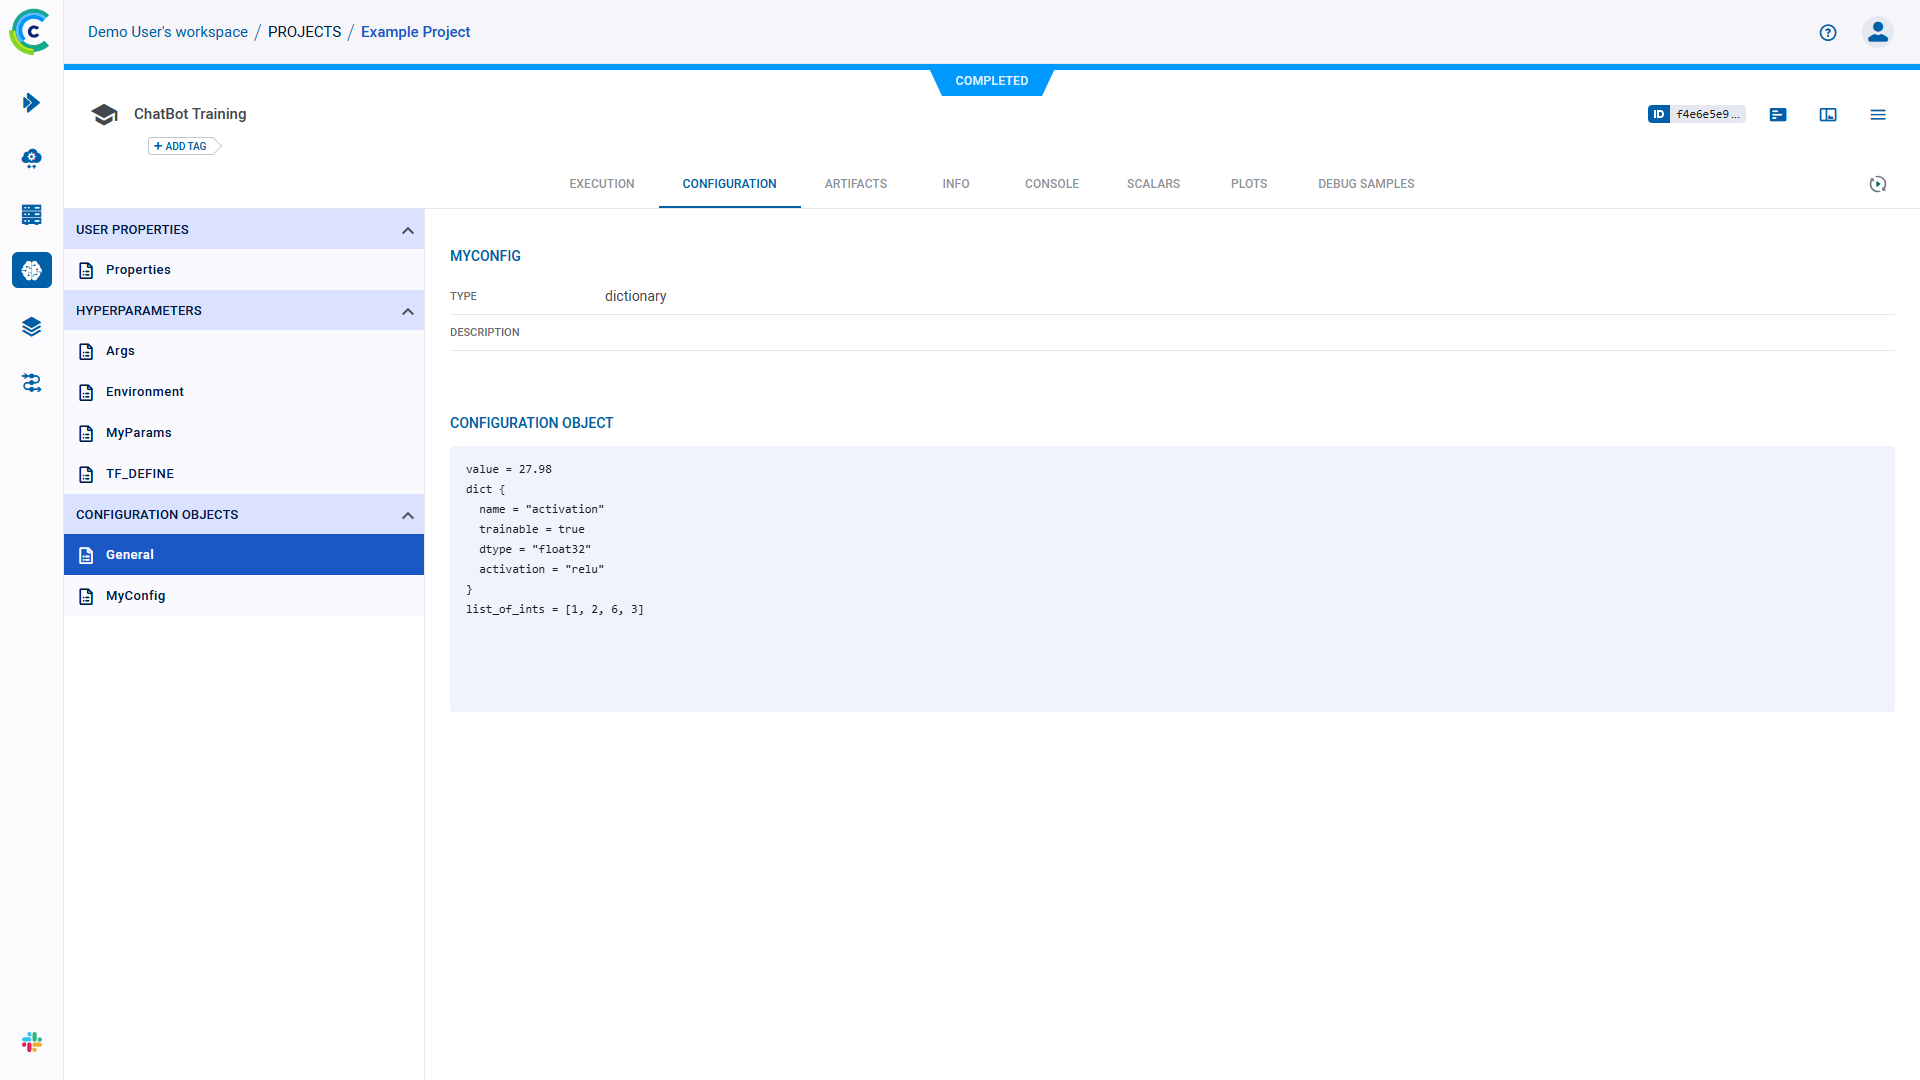 Demo User's workspace / PROJECTS / Example Project
COMPLETED
ChatBot Training
ID f4e6e5e9...
+ ADD TAG
EXECUTION CONFIGURATION ARTIFACTS INFO CONSOLE SCALARS PLOTS DEBUG SAMPLES
USER PROPERTIES
Properties
HYPERPARAMETERS
Args
Environment
MyParams
TF_DEFINE
CONFIGURATION OBJECTS
General
MyConfig
MYCONFIG
TYPE dictionary
DESCRIPTION
CONFIGURATION OBJECT
value = 27.98
dict {
  name = "activation"
  trainable = true
  dtype = "float32"
  activation = "relu"
}
list_of_ints = [1, 2, 6, 3]